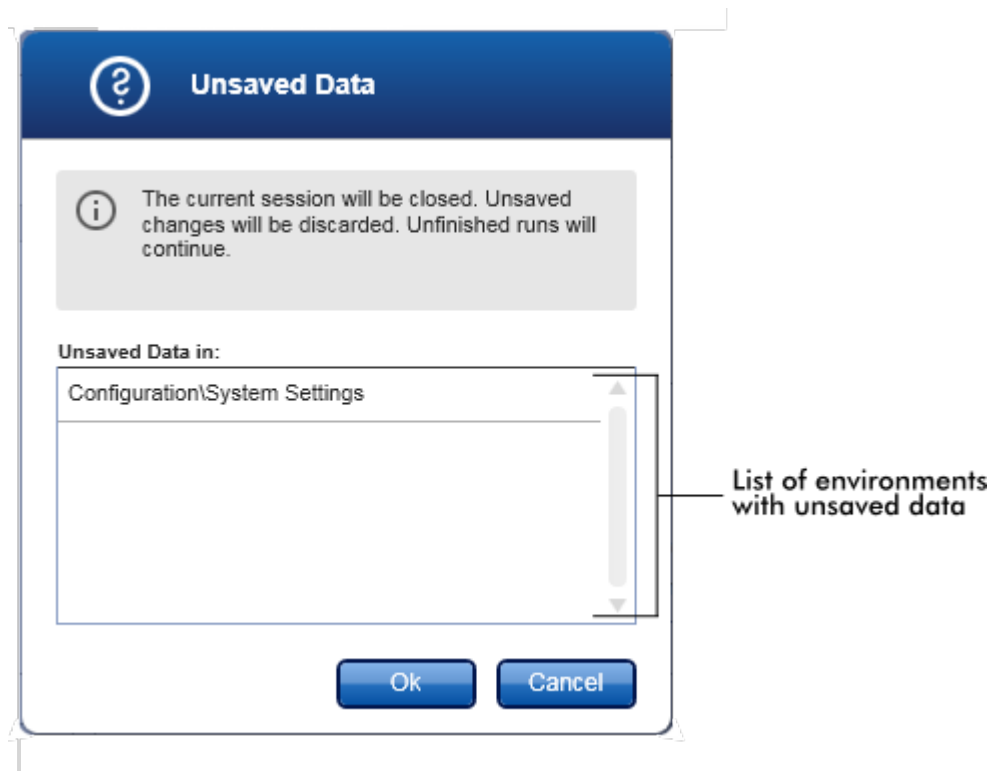 Unsaved Data
The current session will be closed. Unsaved
changes will be discarded. Unfinished runs will
continue.
Unsaved Data in:
Configuration\System Settings
List of environments
with unsaved data
Ok
Cancel